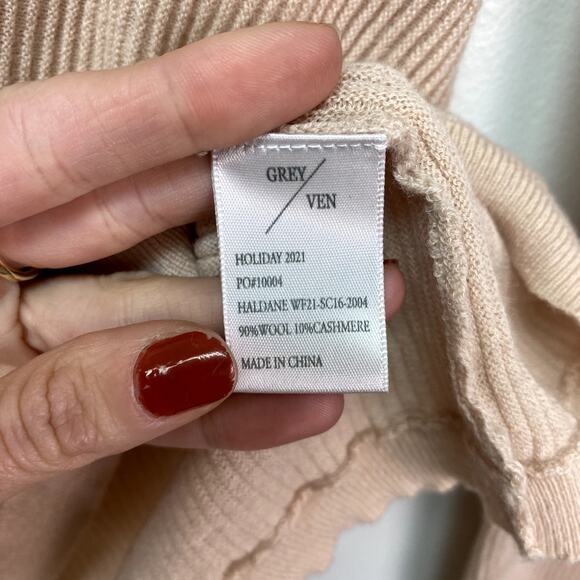 GREY/
VEN
HOLIDAY 2021
PO#10004
HALDANE WF21-SC16-2004
90%WOOL 10%CASHMERE
MADE IN CHINA